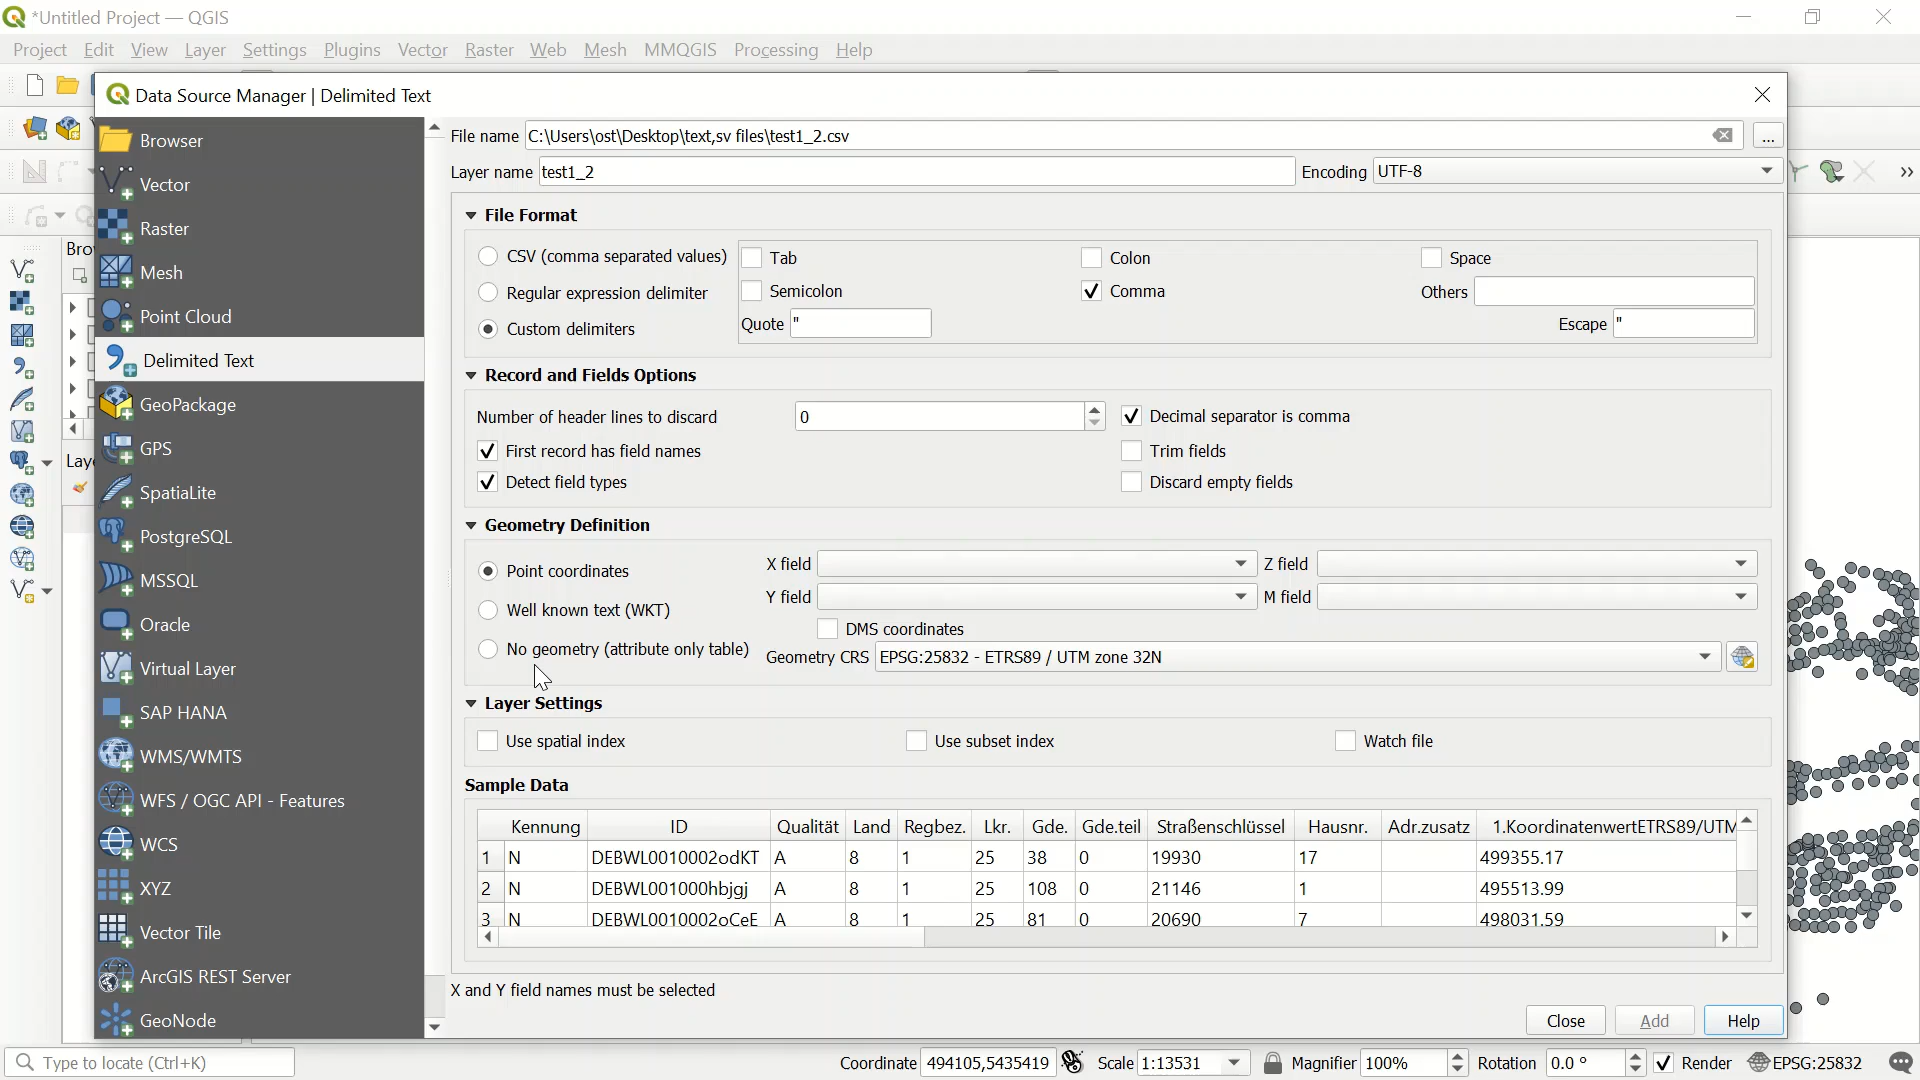 *Untitled Project — QGIS
Project Edit View Layer Settings Plugins Vector Raster Web Mesh MMQGIS Processing Help
Data Source Manager | Delimited Text
Browser
Vector
Raster
Mesh
Point Cloud
Delimited Text
GeoPackage
GPS
SpatiaLite
PostgreSQL
MSSQL
Oracle
Virtual Layer
SAP HANA
WMS/WMTS
WFS / OGC API - Features
WCS
XYZ
Vector Tile
ArcGIS REST Server
GeoNode
Bro
Laye
File name C:\Users\ost\Desktop\text,sv files\test1_2.csv ...
Layer name test1_2 Encoding UTF-8
File Format
CSV (comma separated values) Tab Colon Space
Regular expression delimiter Semicolon Comma Others
Custom delimiters Quote " Escape "
Record and Fields Options
Number of header lines to discard 0 Decimal separator is comma
First record has field names Trim fields
Detect field types Discard empty fields
Geometry Definition
Point coordinates X field Z field
Y field M field
Well known text (WKT) DMS coordinates
No geometry (attribute only table) Geometry CRS EPSG:25832 - ETRS89 / UTM zone 32N
Layer Settings
Use spatial index Use subset index Watch file
Sample Data
Kennung ID Qualität Land Regbez. Lkr. Gde. Gde.teil Straßenschlüssel Hausnr. Adr.zusatz 1.KoordinatenwertETRS89/UTM
1 N DEBWL0010002odKT A 8 1 25 38 0 19930 17 499355.17
2 N DEBWL001000hbjgj A 8 1 25 108 0 21146 1 495513.99
3 N DEBWL0010002oCeE A 8 1 25 81 0 20690 7 498031.59
X and Y field names must be selected
Close Add Help
Type to locate (Ctrl+K) Coordinate 494105,5435419 Scale 1:13531 Magnifier 100% Rotation 0.0 ° Render EPSG:25832